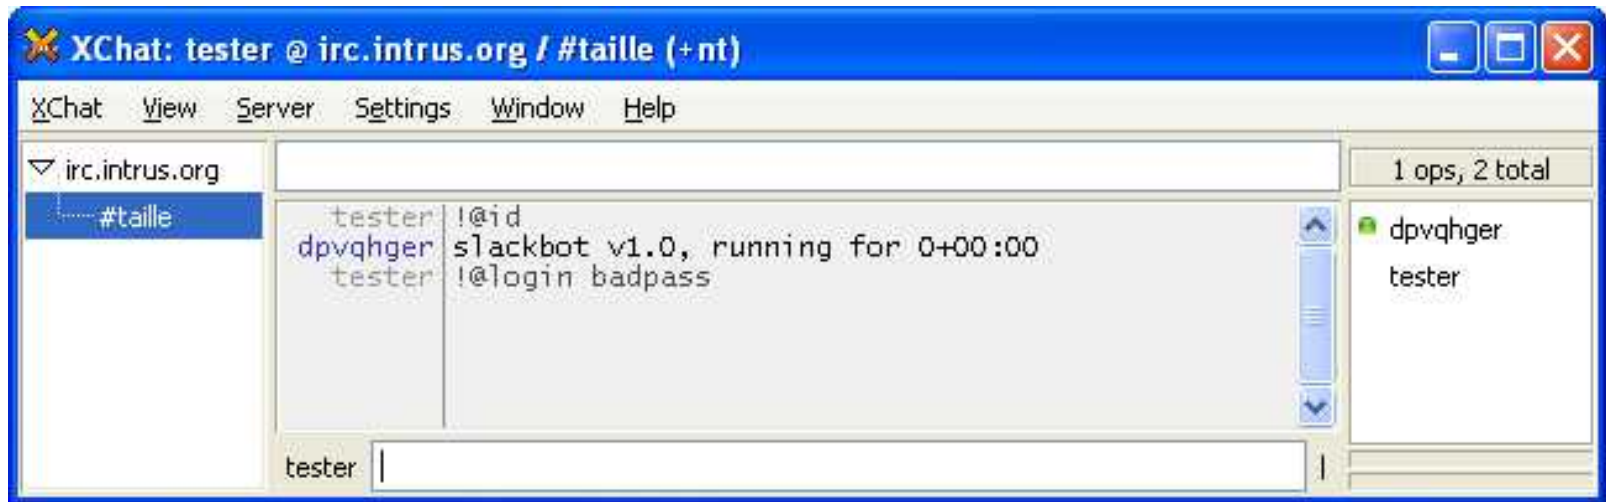 XChat: tester @ irc.intrus.org / #taille (+nt)
XChat View Server Settings Window Help
irc.intrus.org
#taille
1 ops, 2 total
tester !@id
dpvqhger slackbot v1.0, running for 0+00:00
tester !@login badpass
dpvqhger
tester
tester